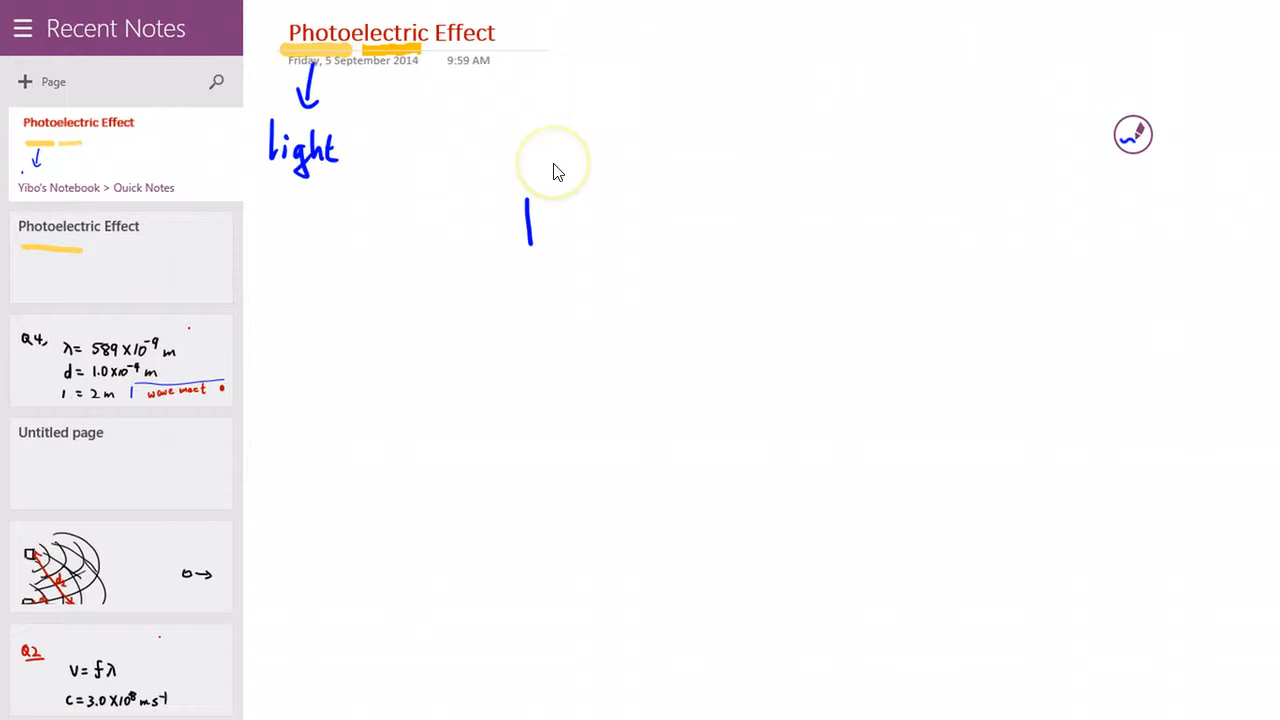 Recent Notes
Page
Photoelectric Effect
Yibo's Notebook > Quick Notes
Photoelectric Effect
Q4,
λ = 589 x 10⁻⁹ m
d = 1.0 x 10⁻⁴ m
l = 2 m
wave meet
Untitled page
d₂
Q2
V = f λ
C = 3.0 x 10⁸ ms⁻¹
Photoelectric Effect
Friday, 5 September 2014 9:59 AM
light